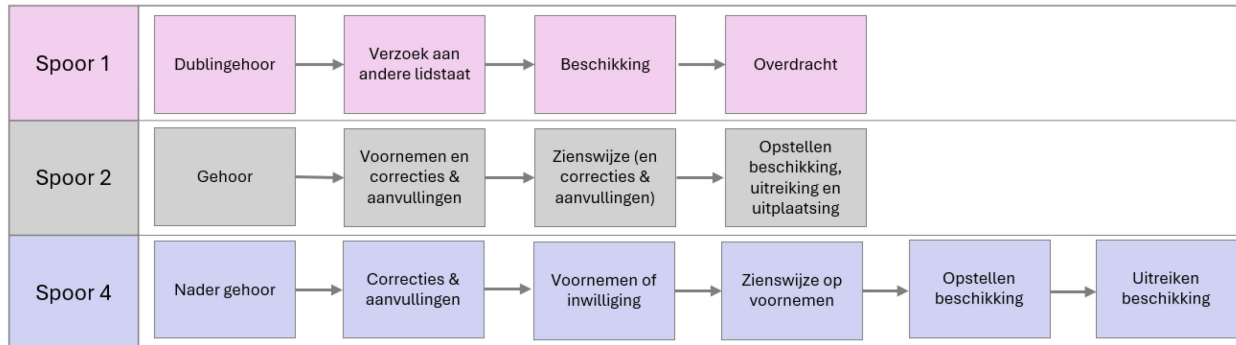 Spoor 1
Dublingehoor
Verzoek aan
andere lidstaat
Beschikking
Overdracht
Spoor 2
Gehoor
Voornemen en
correcties &
aanvullingen
Zienswijze (en
correcties &
aanvullingen)
Opstellen
beschikking,
uitreiking en
uitplaatsing
Spoor 4
Nader gehoor
Correcties &
aanvullingen
Voornemen of
inwilliging
Zienswijze op
voornemen
Opstellen
beschikking
Uitreiken
beschikking